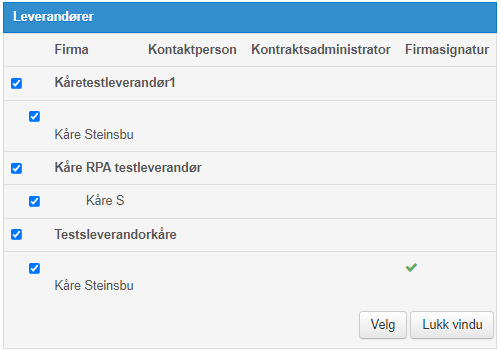 Leverandører
Firma Kontaktperson Kontraktsadministrator Firmasignatur
Kåretestleverandør1
Kåre Steinsbu
Kåre RPA testleverandør
Kåre S
Testsleverandorkåre
Kåre Steinsbu
Velg Lukk vindu